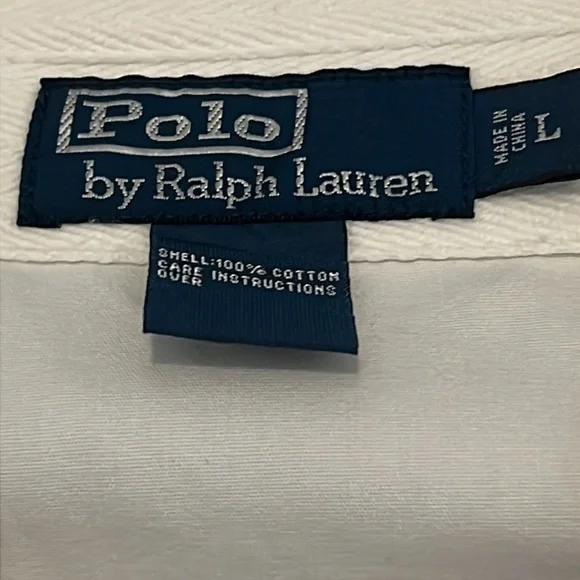 Polo
by Ralph Lauren
MADE IN
CHINA
L
SHELL:100% COTTON
CARE INSTRUCTIONS
OVER